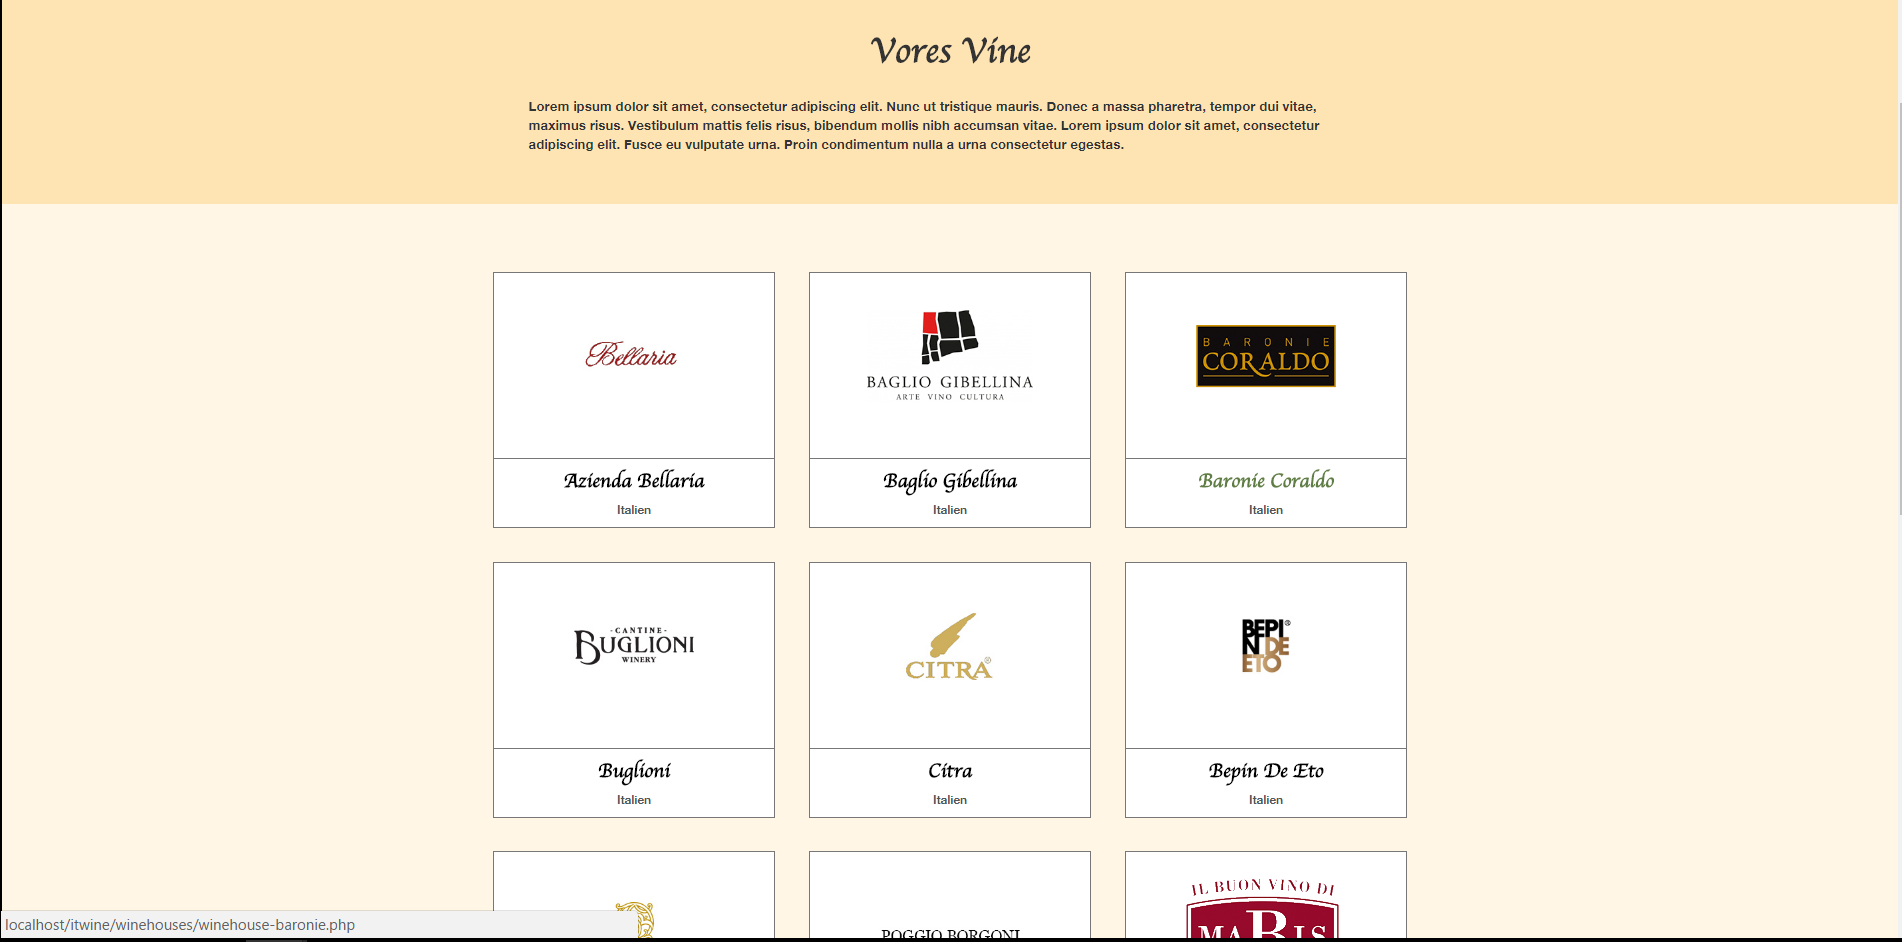 Vores Vine
Lorem ipsum dolor sit amet, consectetur adipiscing elit. Nunc ut tristique mauris. Donec a massa pharetra, tempor dui vitae,
maximus risus. Vestibulum mattis felis risus, bibendum mollis nibh accumsan vitae. Lorem ipsum dolor sit amet, consectetur
adipiscing elit. Fusce eu vulputate urna. Proin condimentum nulla a urna consectetur egestas.
Bellaria
BAGLIO GIBELLINA
ARTE VINO CULTURA
BARONIE
CORALDO
Azienda Bellaria
Italien
Baglio Gibellina
Italien
Baronie Coraldo
Italien
-CANTINE-
BUGLIONI
WINERY
CITRA®
BEPI®
N DE
ETO
Buglioni
Italien
Citra
Italien
Bepin De Eto
Italien
POGGIO BORGONI
IL BUON VINO DI
MABIS
localhost/itwine/winehouses/winehouse-baronie.php